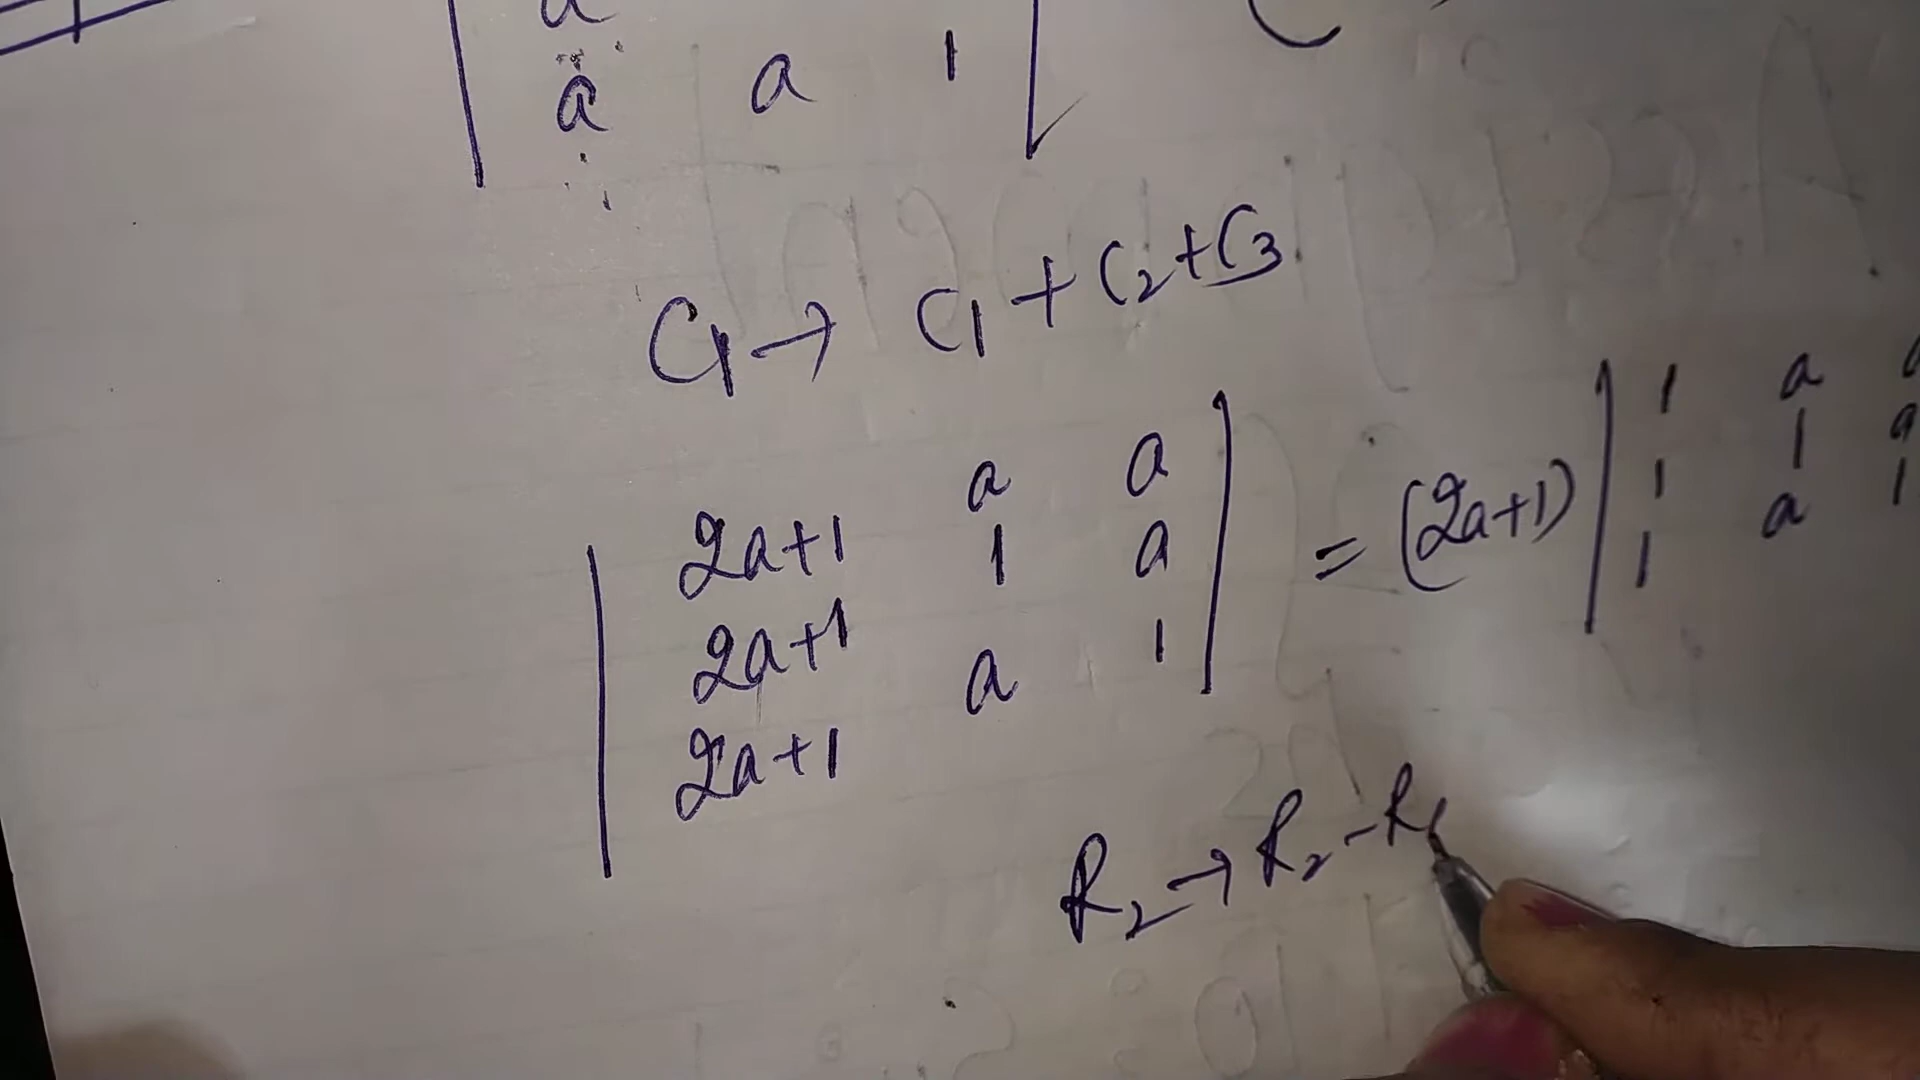 a
a a 1
C1 → C1 + C2 + C3
| 2a+1 a a |
| 2a+1 1 a | = (2a+1) | 1 a
| 2a+1 a 1 | | 1 1 a
| 1 a 1
R2 → R2 - R1